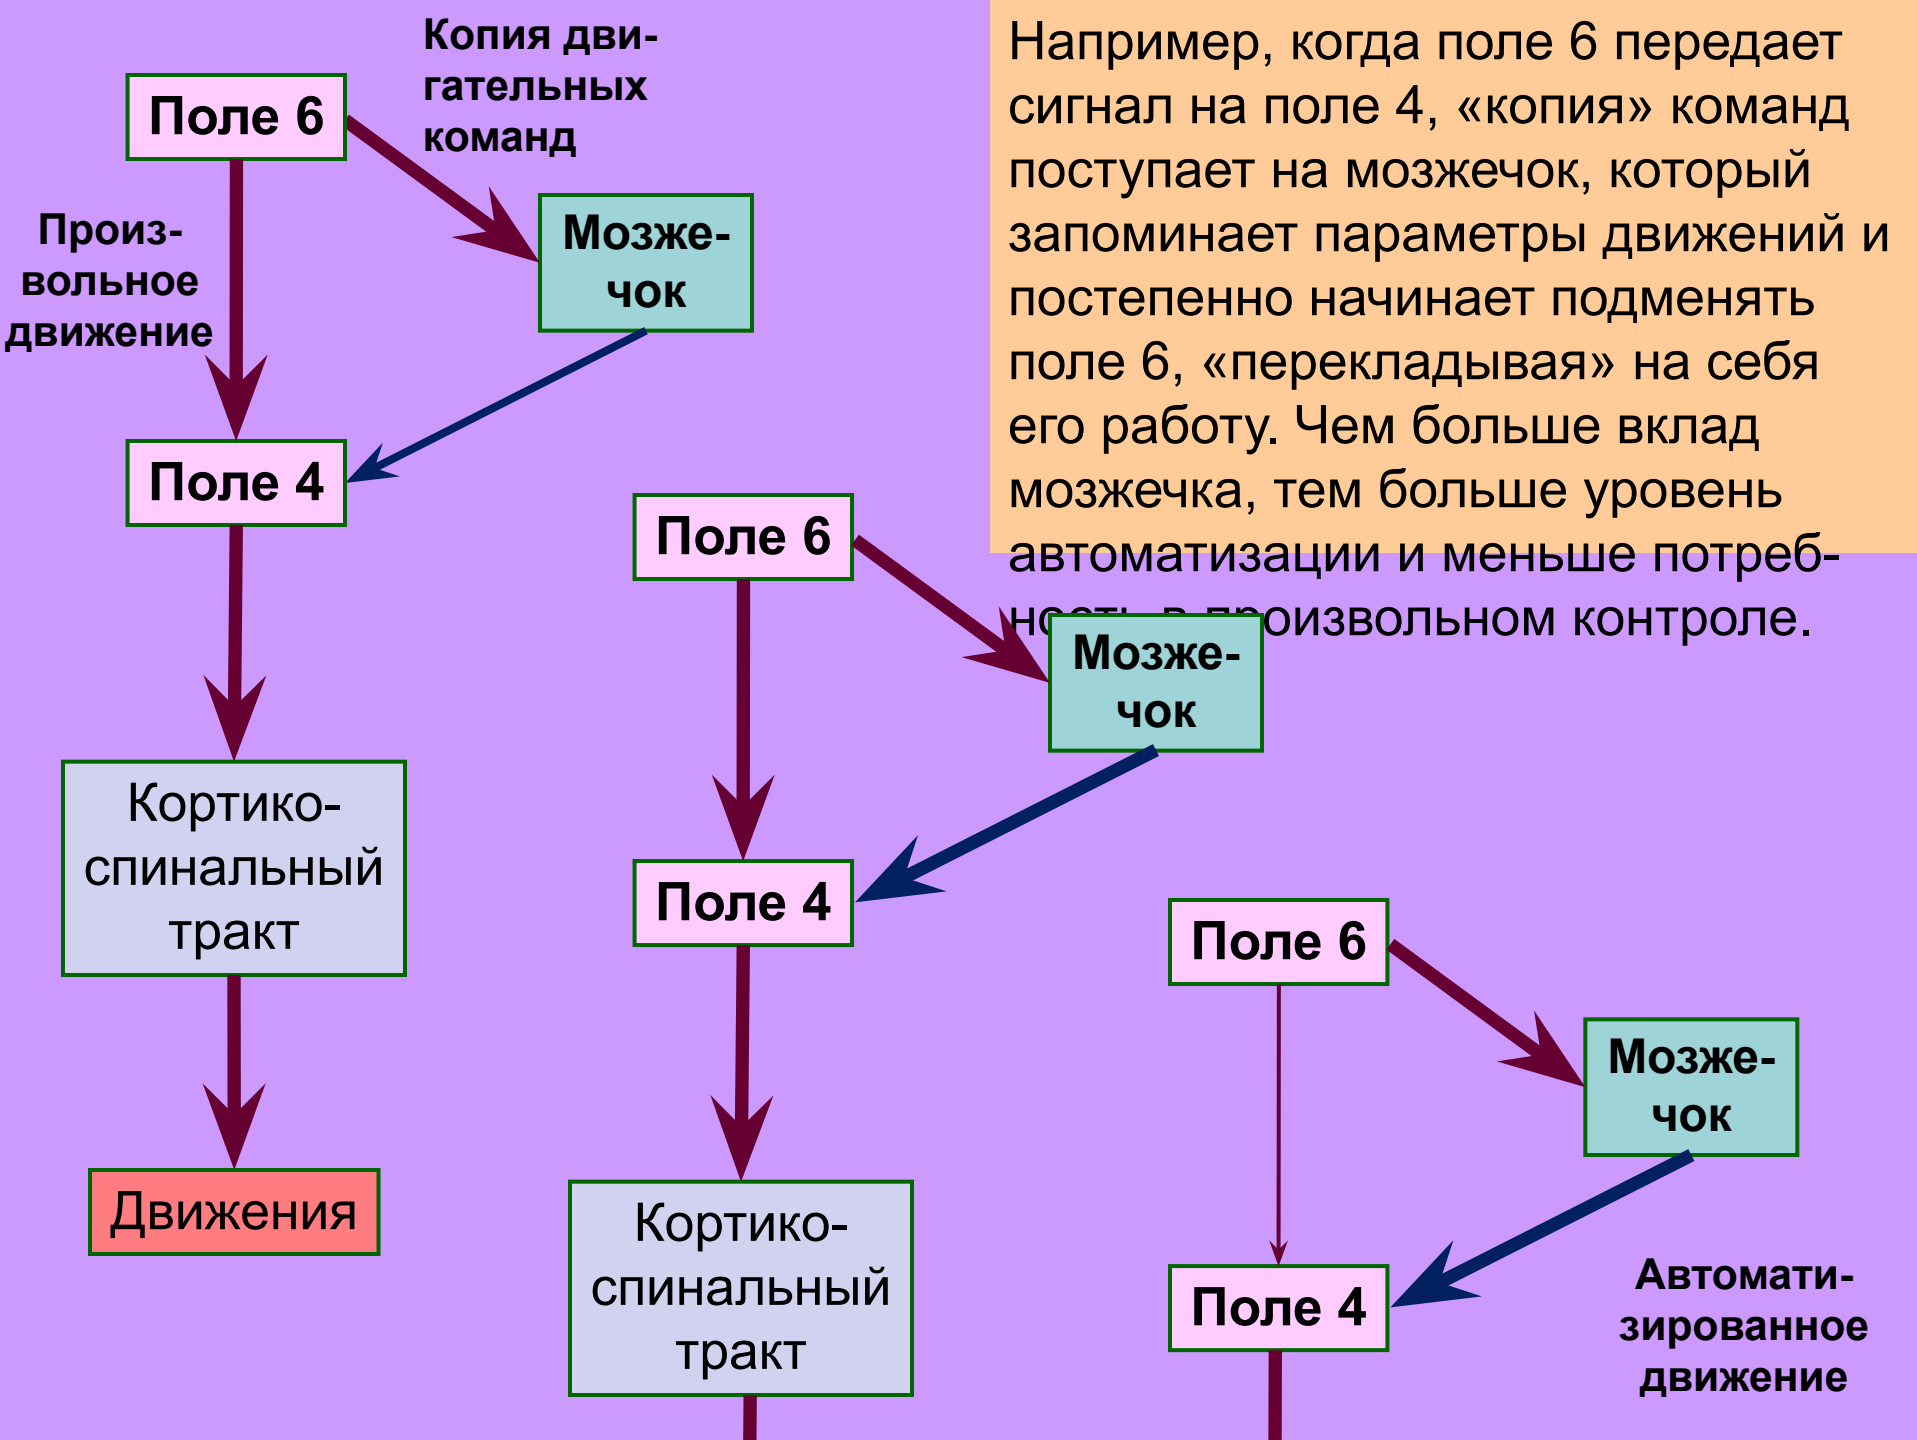 Копия дви-
гательных
команд
Поле 6
Произ-
вольное
движение
Мозже-
чок
Поле 4
Кортико-
спинальный
тракт
Движения
Например, когда поле 6 передает
сигнал на поле 4, «копия» команд
поступает на мозжечок, который
запоминает параметры движений и
постепенно начинает подменять
поле 6, «перекладывая» на себя
его работу. Чем больше вклад
мозжечка, тем больше уровень
автоматизации и меньше потреб-
ность в произвольном контроле.
Поле 6
Мозже-
чок
Поле 4
Кортико-
спинальный
тракт
Поле 6
Мозже-
чок
Поле 4
Автомати-
зированное
движение